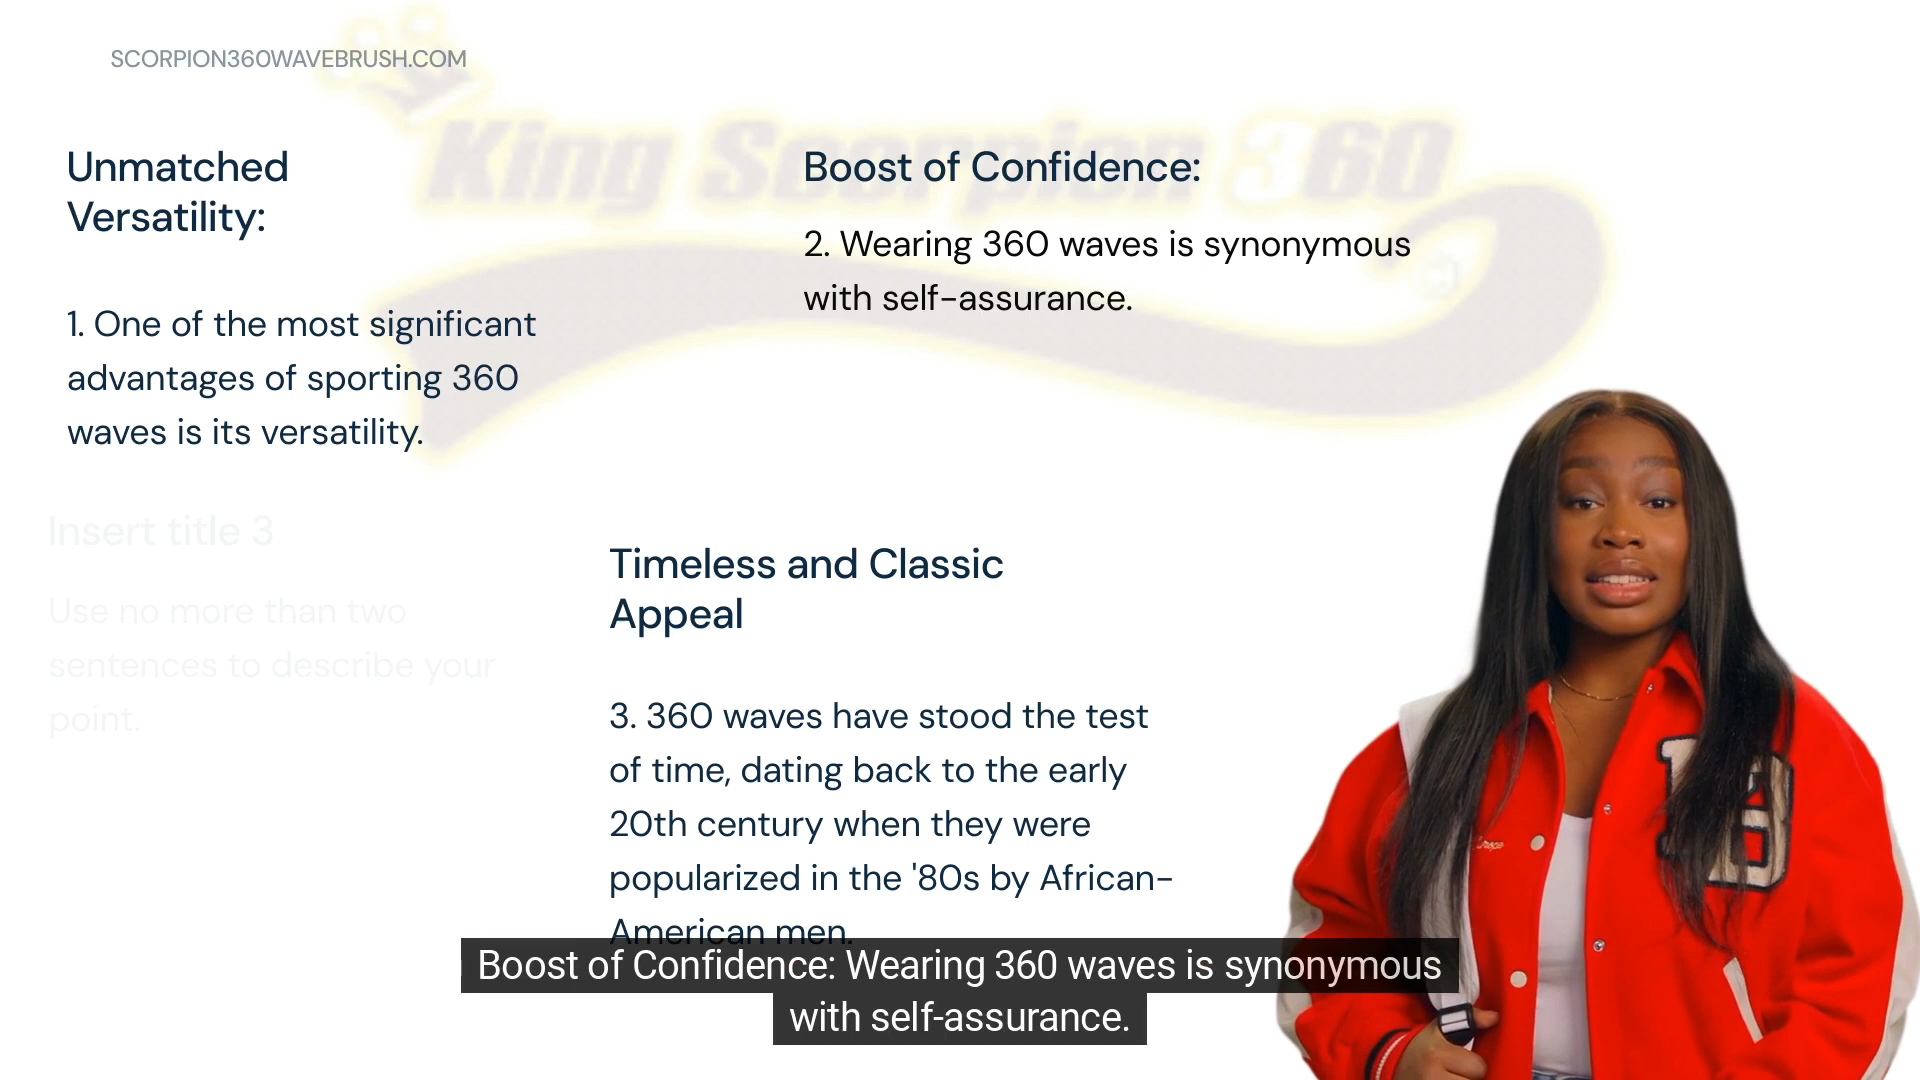 SCORPION360WAVEBRUSH.COM
King Scorpion 360
Unmatched
Versatility:
1. One of the most significant
advantages of sporting 360
waves is its versatility.
Boost of Confidence:
2. Wearing 360 waves is synonymous
with self-assurance.
Insert title 3
Use no more than two
sentences to describe your
point.
Timeless and Classic
Appeal
3. 360 waves have stood the test
of time, dating back to the early
20th century when they were
popularized in the '80s by African-
American men.
Boost of Confidence: Wearing 360 waves is synonymous
with self-assurance.